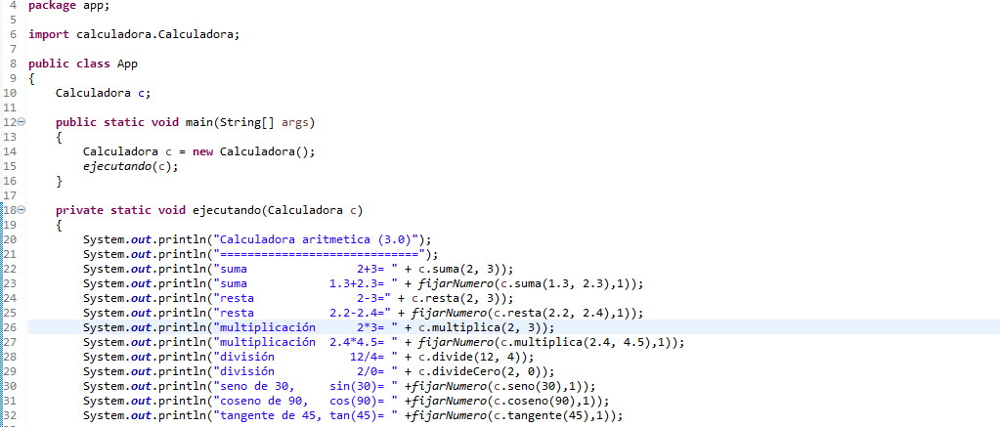 4 package app;
5
6 import calculadora.Calculadora;
7
8 public class App
9 {
10     Calculadora c;
11
12     public static void main(String[] args)
13     {
14         Calculadora c = new Calculadora();
15         ejecutando(c);
16     }
17
18     private static void ejecutando(Calculadora c)
19     {
20         System.out.println("Calculadora aritmetica (3.0)");
21         System.out.println("=============================");
22         System.out.println("suma                2+3= " + c.suma(2, 3));
23         System.out.println("suma            1.3+2.3= " + fijarNumero(c.suma(1.3, 2.3),1));
24         System.out.println("resta               2-3=" + c.resta(2, 3));
25         System.out.println("resta           2.2-2.4=" + fijarNumero(c.resta(2.2, 2.4),1));
26         System.out.println("multiplicación      2*3= " + c.multiplica(2, 3));
27         System.out.println("multiplicación  2.4*4.5= " + fijarNumero(c.multiplica(2.4, 4.5),1));
28         System.out.println("división           12/4= " + c.divide(12, 4));
29         System.out.println("división            2/0= " + c.divideCero(2, 0));
30         System.out.println("seno de 30,     sin(30)= " +fijarNumero(c.seno(30),1));
31         System.out.println("coseno de 90,   cos(90)= " +fijarNumero(c.coseno(90),1));
32         System.out.println("tangente de 45, tan(45)= " +fijarNumero(c.tangente(45),1));